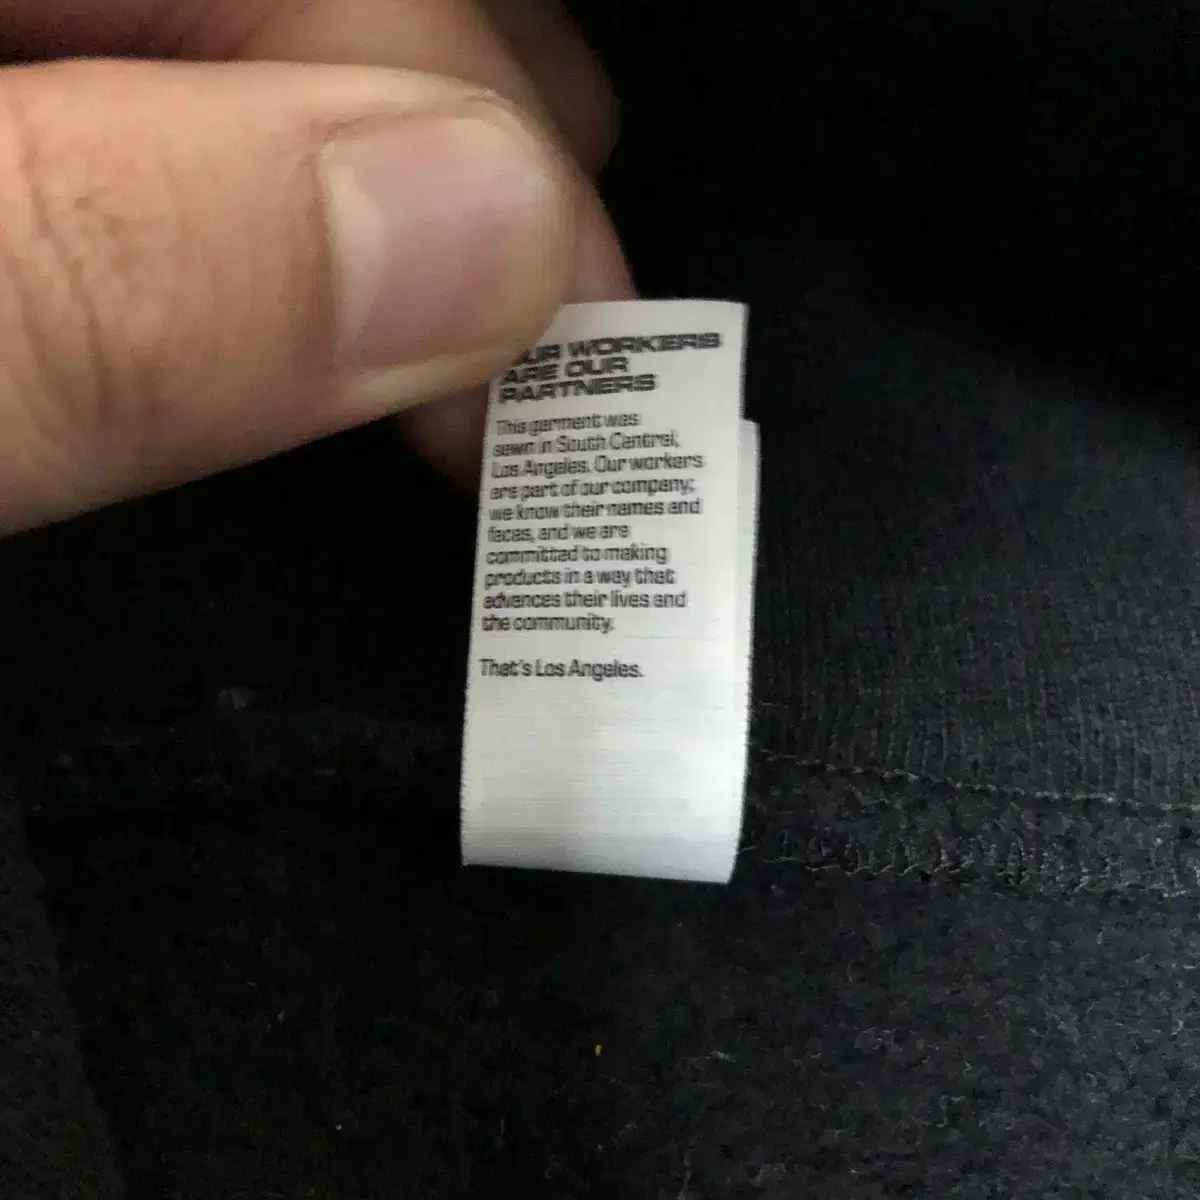 OUR WORKERS
ARE OUR
PARTNERS
This garment was
sewn in South Central,
Los Angeles. Our workers
are part of our company;
we know their names and
faces, and we are
committed to making
products in a way that
advances their lives and
the community.
That's Los Angeles.